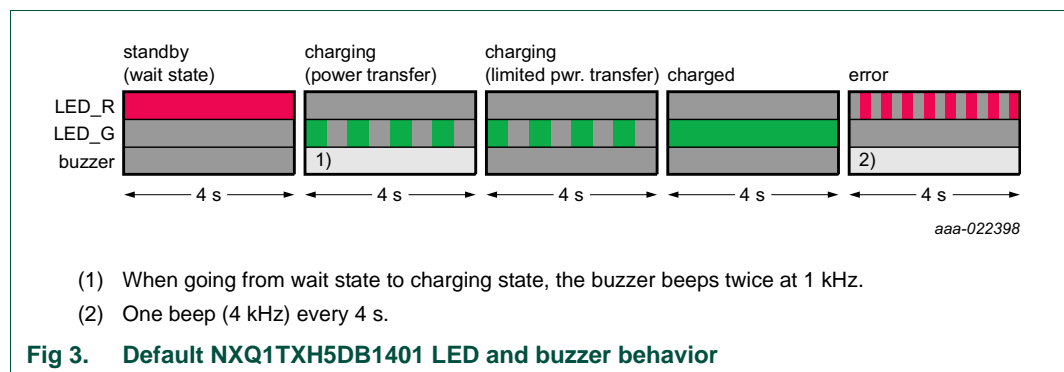 standby
(wait state)
charging
(power transfer)
charging
(limited pwr. transfer)
charged
error
LED_R
LED_G
buzzer
1)
2)
4 s
4 s
4 s
4 s
4 s
aaa-022398
(1) When going from wait state to charging state, the buzzer beeps twice at 1 kHz.
(2) One beep (4 kHz) every 4 s.
Fig 3. Default NXQ1TXH5DB1401 LED and buzzer behavior